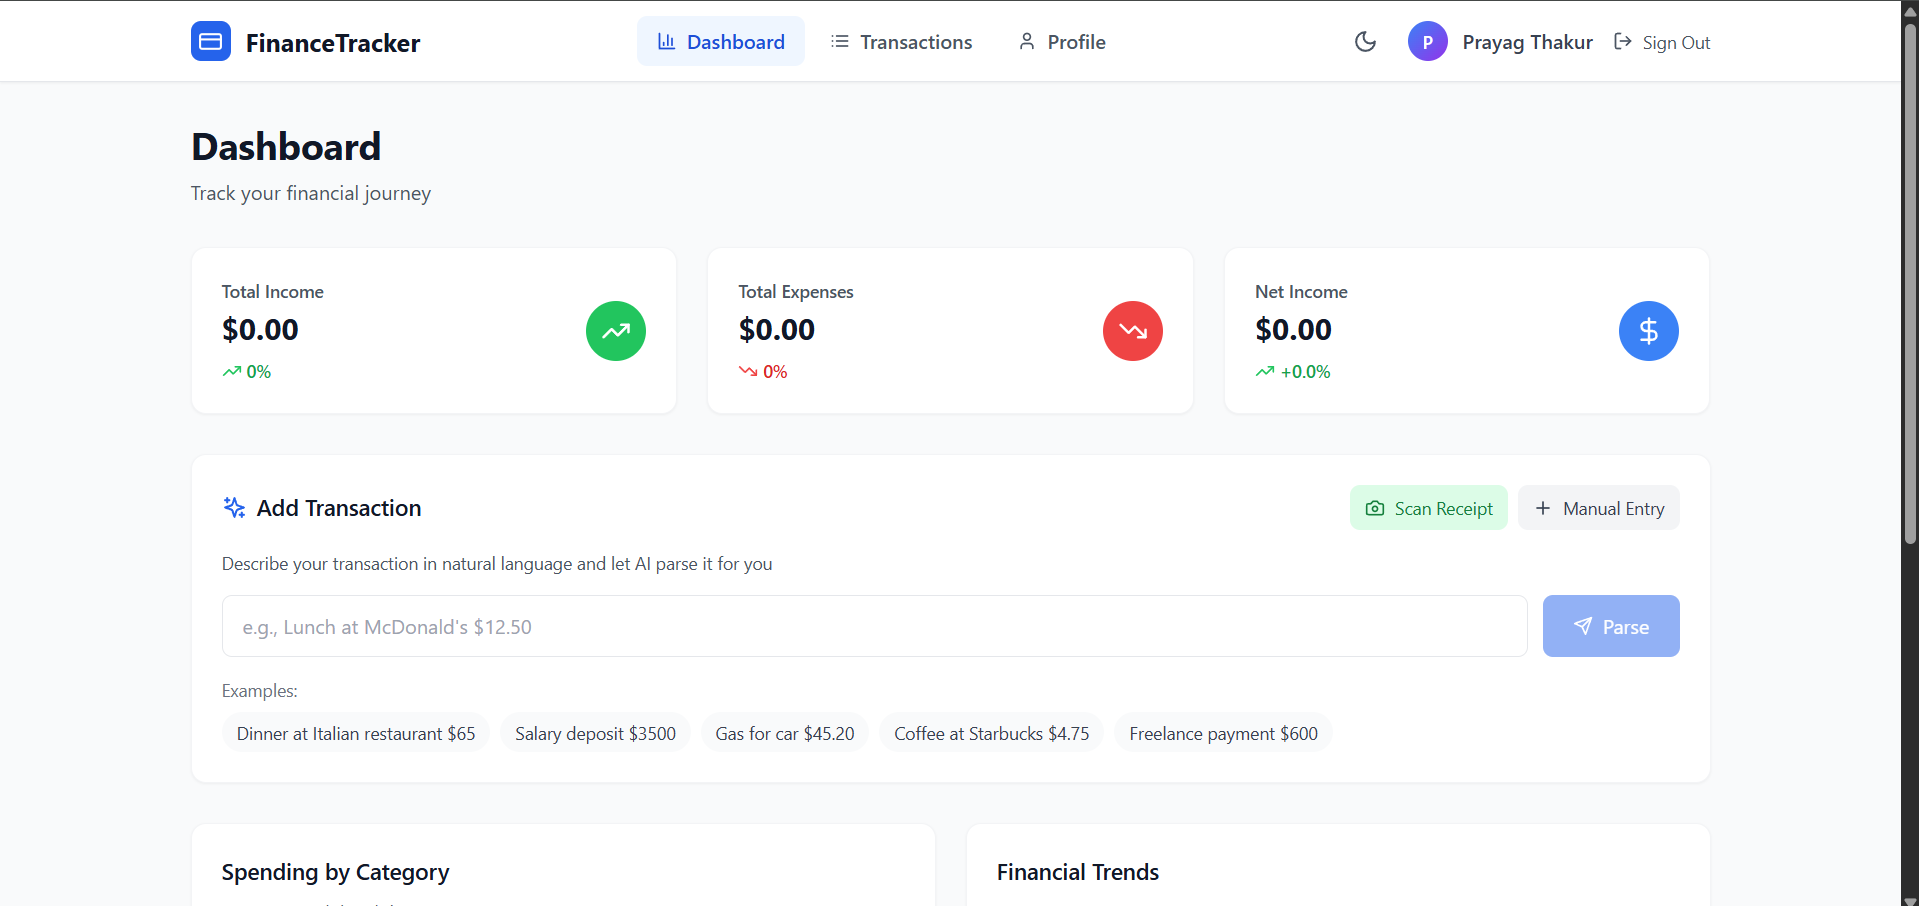 FinanceTracker
Dashboard
Transactions
Profile
P
Prayag Thakur
Sign Out
Dashboard
Track your financial journey
Total Income
$0.00
0%
Total Expenses
$0.00
0%
Net Income
$0.00
+0.0%
Add Transaction
Scan Receipt
Manual Entry
Describe your transaction in natural language and let AI parse it for you
e.g., Lunch at McDonald's $12.50
Parse
Examples:
Dinner at Italian restaurant $65
Salary deposit $3500
Gas for car $45.20
Coffee at Starbucks $4.75
Freelance payment $600
Spending by Category
Financial Trends